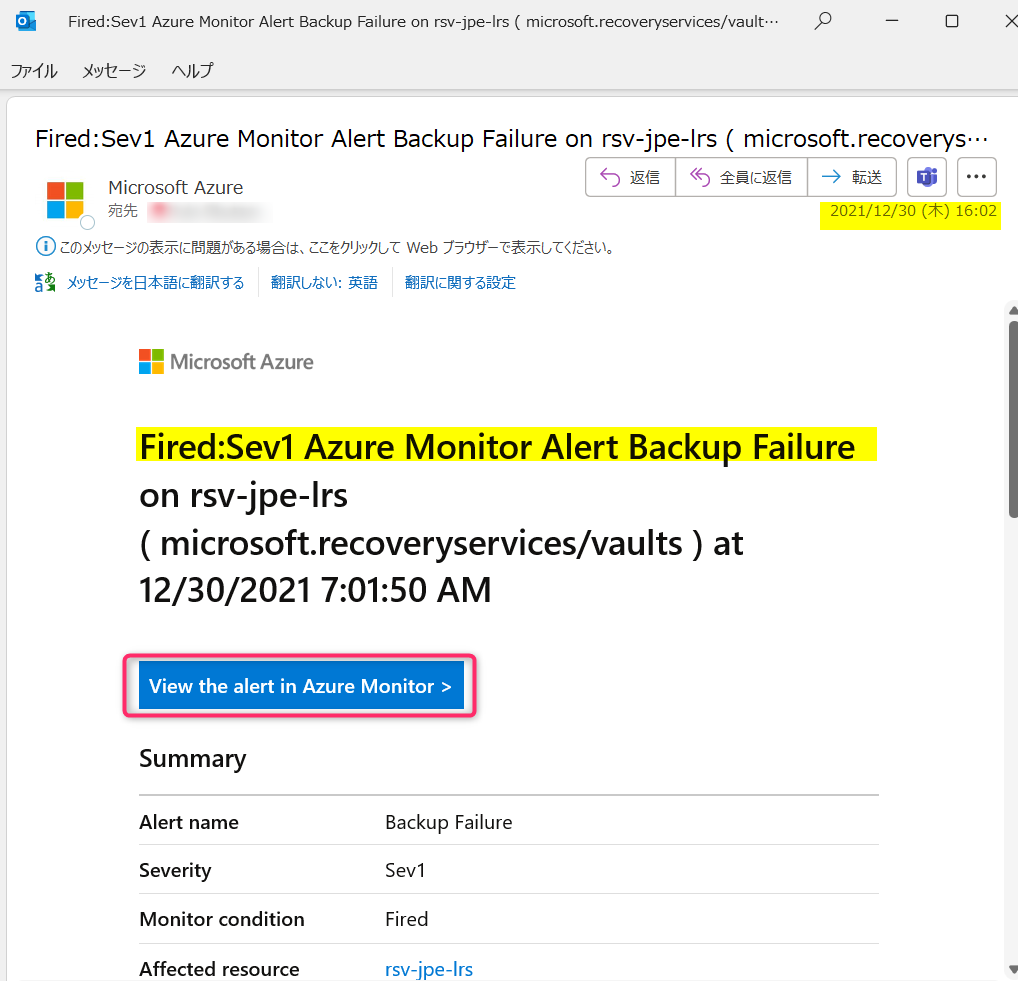 Fired:Sev1 Azure Monitor Alert Backup Failure on rsv-jpe-lrs ( microsoft.recoveryservices/vault…
ファイル メッセージ ヘルプ
Fired:Sev1 Azure Monitor Alert Backup Failure on rsv-jpe-lrs ( microsoft.recoverys…
Microsoft Azure
宛先
返信 全員に返信 転送
2021/12/30 (木) 16:02
このメッセージの表示に問題がある場合は、ここをクリックして Web ブラウザーで表示してください。
メッセージを日本語に翻訳する 翻訳しない: 英語 翻訳に関する設定
Microsoft Azure
Fired:Sev1 Azure Monitor Alert Backup Failure
on rsv-jpe-lrs
( microsoft.recoveryservices/vaults ) at
12/30/2021 7:01:50 AM
View the alert in Azure Monitor >
Summary
Alert name Backup Failure
Severity Sev1
Monitor condition Fired
Affected resource rsv-jpe-lrs